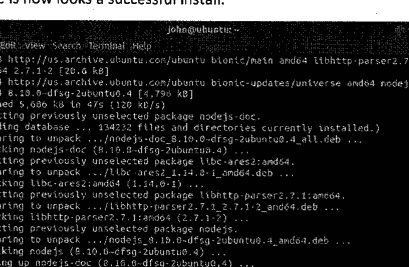 is now looks a successful install.
john@ubuntu: ~
Edit View Search Terminal Help
http://us.archive.ubuntu.com/ubuntu bionic/main amd64 libhttp-parser2.7
64 2.7.1-2 [20.6 kB]
http://us.archive.ubuntu.com/ubuntu bionic-updates/universe amd64 nodej
8.10.0~dfsg-2ubuntu0.4 [4,796 kB]
ned 5,606 kB in 47s (120 kB/s)
cting previously unselected package nodejs-doc.
ding database ... 134232 files and directories currently installed.)
aring to unpack .../nodejs-doc_8.10.0~dfsg-2ubuntu0.4_all.deb ...
cking nodejs-doc (8.10.0~dfsg-2ubuntu0.4) ...
cting previously unselected package libc-ares2:amd64.
aring to unpack .../libc-ares2_1.14.0-1_amd64.deb ...
cking libc-ares2:amd64 (1.14.0-1) ...
cting previously unselected package libhttp-parser2.7.1:amd64.
aring to unpack .../libhttp-parser2.7.1_2.7.1-2_amd64.deb ...
cking libhttp-parser2.7.1:amd64 (2.7.1-2) ...
cting previously unselected package nodejs.
aring to unpack .../nodejs_8.10.0~dfsg-2ubuntu0.4_amd64.deb ...
cking nodejs (8.10.0~dfsg-2ubuntu0.4) ...
ing up nodejs-doc (8.10.0~dfsg-2ubuntu0.4) ...